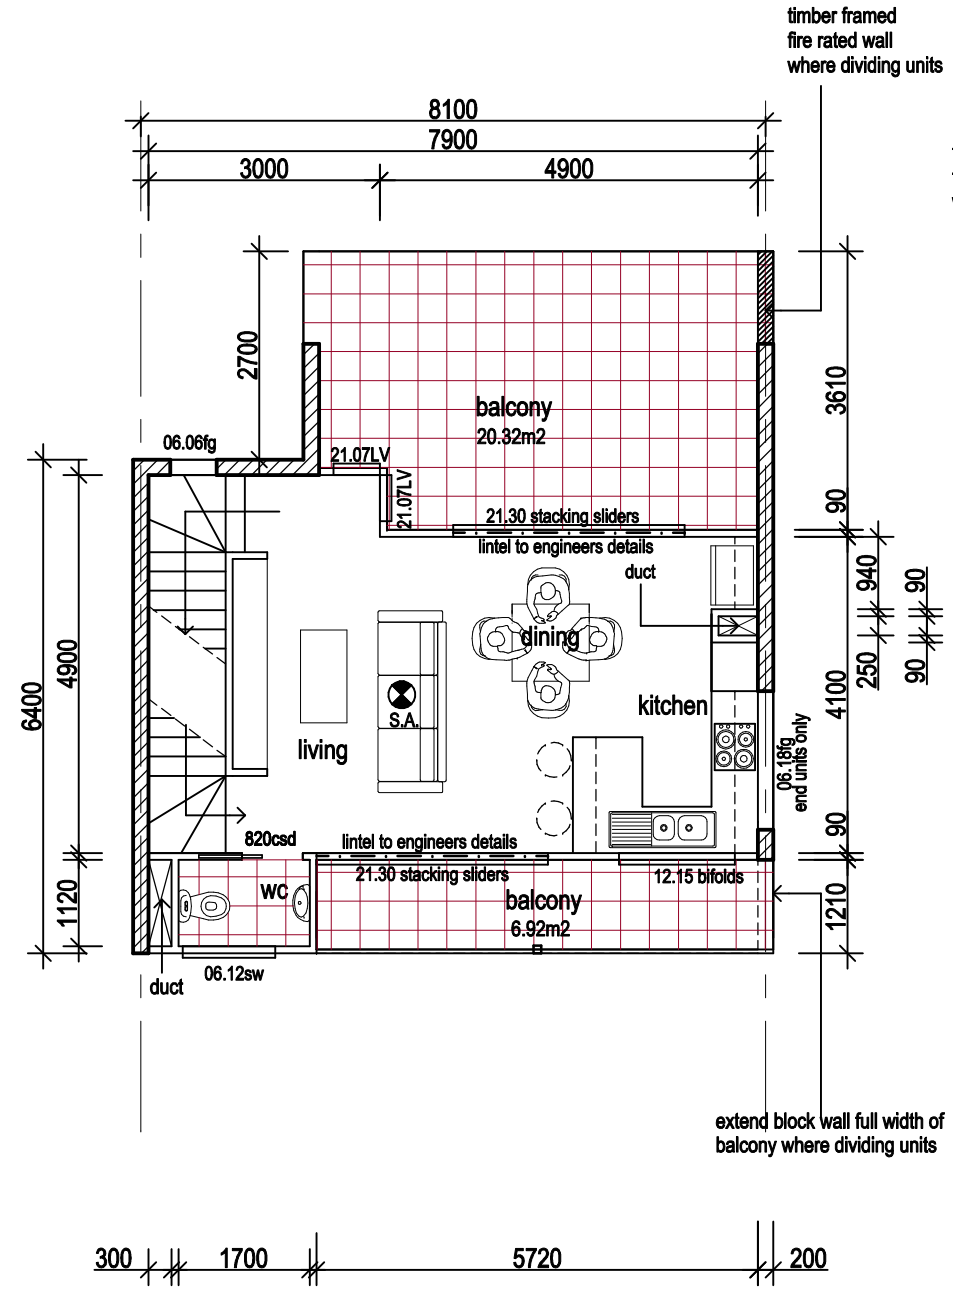 timber framed
fire rated wall
where dividing units
8100
7900
3000
4900
2700
3610
balcony
20.32m2
06.06fg
21.07LV
21.07LV
90
21.30 stacking sliders
lintel to engineers details
duct
940
90
dining
4900
6400
250
90
4100
kitchen
S.A.
living
06.18fg
end units only
90
820csd
lintel to engineers details
21.30 stacking sliders
12.15 bifolds
WC
balcony
6.92m2
1120
1210
06.12sw
duct
extend block wall full width of
balcony where dividing units
300
1700
5720
200